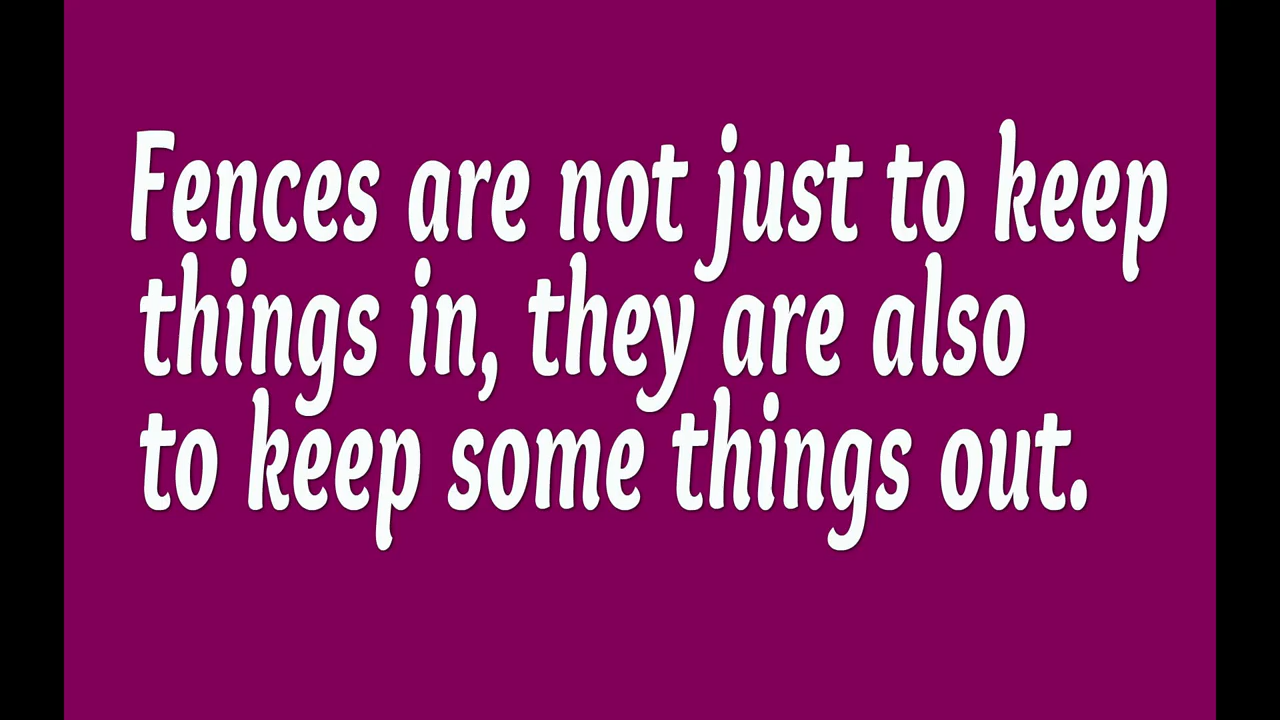 Fences are not just to keep
things in, they are also
to keep some things out.